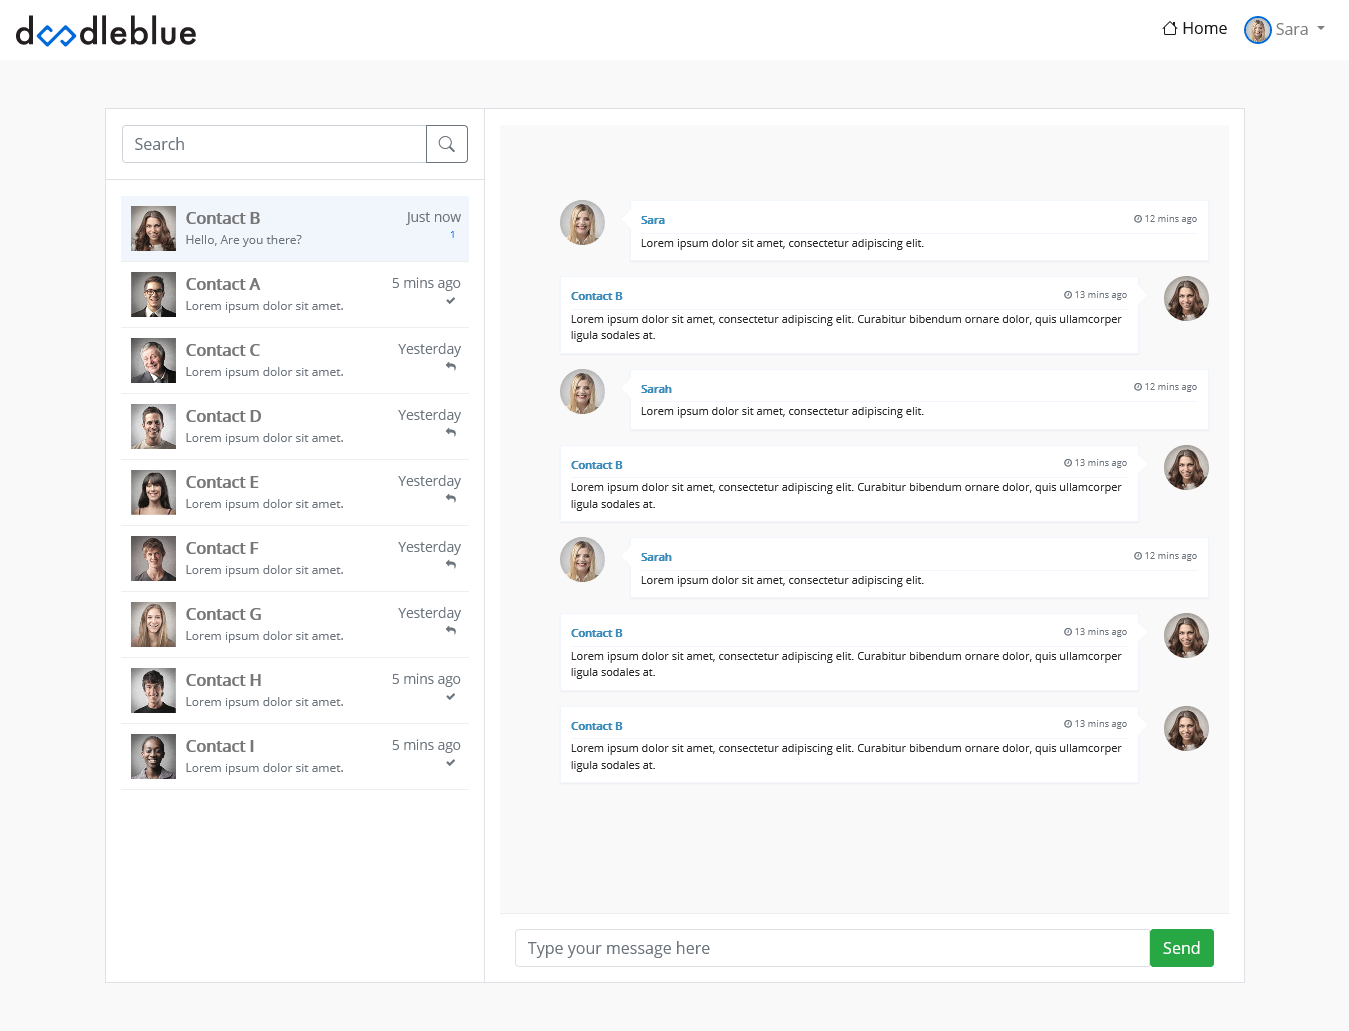 doodleblue
Home
Sara
Search
Contact B
Just now
Hello, Are you there?
1
Contact A
5 mins ago
Lorem ipsum dolor sit amet.
Contact C
Yesterday
Lorem ipsum dolor sit amet.
Contact D
Yesterday
Lorem ipsum dolor sit amet.
Contact E
Yesterday
Lorem ipsum dolor sit amet.
Contact F
Yesterday
Lorem ipsum dolor sit amet.
Contact G
Yesterday
Lorem ipsum dolor sit amet.
Contact H
5 mins ago
Lorem ipsum dolor sit amet.
Contact I
5 mins ago
Lorem ipsum dolor sit amet.
Sara
12 mins ago
Lorem ipsum dolor sit amet, consectetur adipiscing elit.
Contact B
13 mins ago
Lorem ipsum dolor sit amet, consectetur adipiscing elit. Curabitur bibendum ornare dolor, quis ullamcorper
ligula sodales at.
Sarah
12 mins ago
Lorem ipsum dolor sit amet, consectetur adipiscing elit.
Contact B
13 mins ago
Lorem ipsum dolor sit amet, consectetur adipiscing elit. Curabitur bibendum ornare dolor, quis ullamcorper
ligula sodales at.
Sarah
12 mins ago
Lorem ipsum dolor sit amet, consectetur adipiscing elit.
Contact B
13 mins ago
Lorem ipsum dolor sit amet, consectetur adipiscing elit. Curabitur bibendum ornare dolor, quis ullamcorper
ligula sodales at.
Contact B
13 mins ago
Lorem ipsum dolor sit amet, consectetur adipiscing elit. Curabitur bibendum ornare dolor, quis ullamcorper
ligula sodales at.
Type your message here
Send